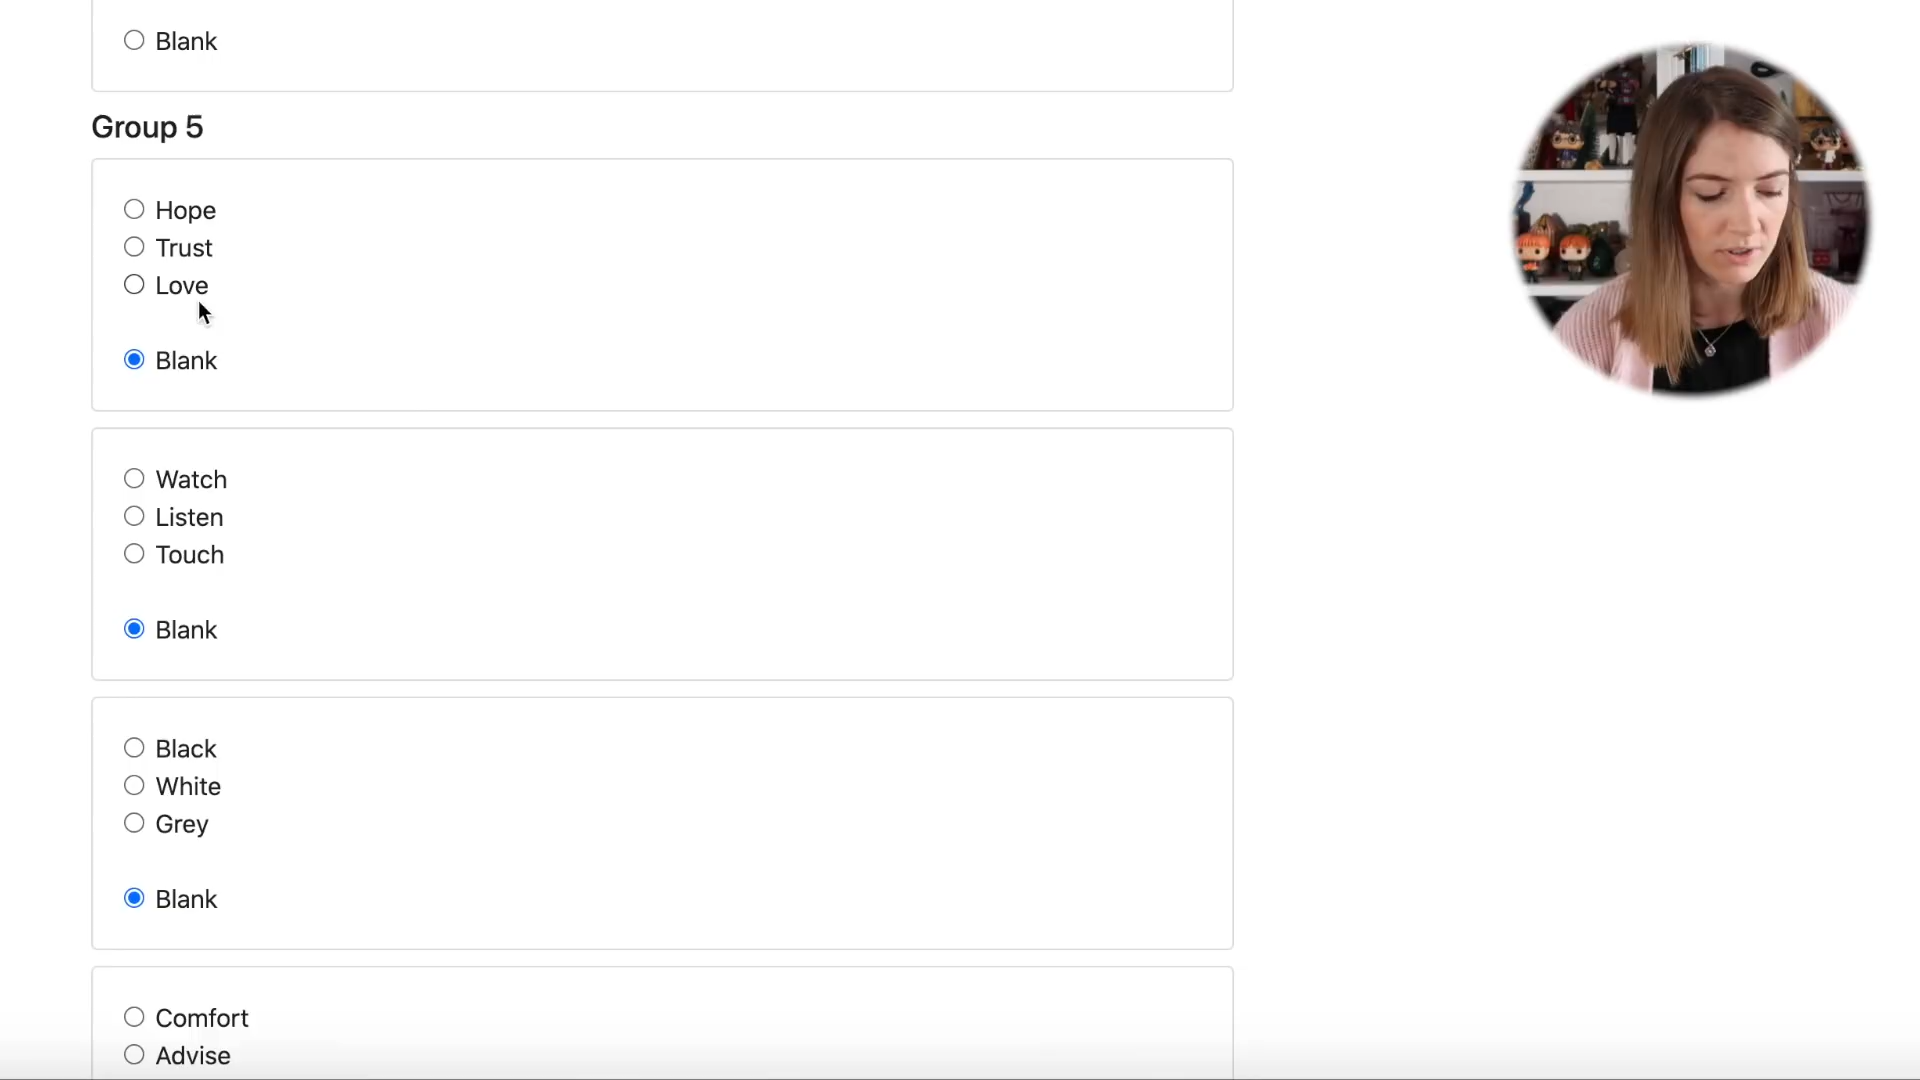 Blank
Group 5
Hope
Trust
Love
Blank
Watch
Listen
Touch
Blank
Black
White
Grey
Blank
Comfort
Advise